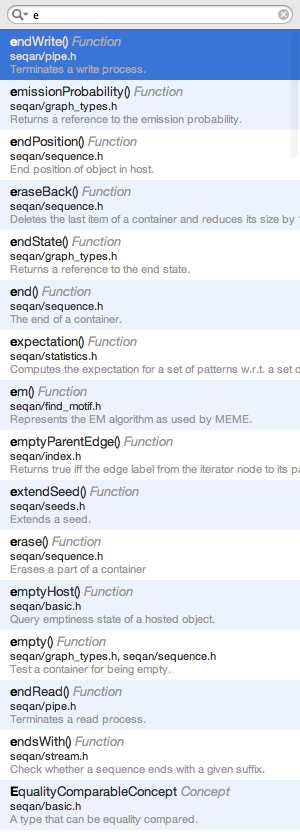 e
endWrite() Function
seqan/pipe.h
Terminates a write process.
emissionProbability() Function
seqan/graph_types.h
Returns a reference to the emission probability.
endPosition() Function
seqan/sequence.h
End position of object in host.
eraseBack() Function
seqan/sequence.h
Deletes the last item of a container and reduces its size by
endState() Function
seqan/graph_types.h
Returns a reference to the end state.
end() Function
seqan/sequence.h
The end of a container.
expectation() Function
seqan/statistics.h
Computes the expectation for a set of patterns w.r.t. a set
em() Function
seqan/find_motif.h
Represents the EM algorithm as used by MEME.
emptyParentEdge() Function
seqan/index.h
Returns true iff the edge label from the iterator node to its
extendSeed() Function
seqan/seeds.h
Extends a seed.
erase() Function
seqan/sequence.h
Erases a part of a container
emptyHost() Function
seqan/basic.h
Query emptiness state of a hosted object.
empty() Function
seqan/graph_types.h, seqan/sequence.h
Test a container for being empty.
endRead() Function
seqan/pipe.h
Terminates a read process.
endsWith() Function
seqan/stream.h
Check whether a sequence ends with a given suffix.
EqualityComparableConcept Concept
seqan/basic.h
A type that can be equality compared.